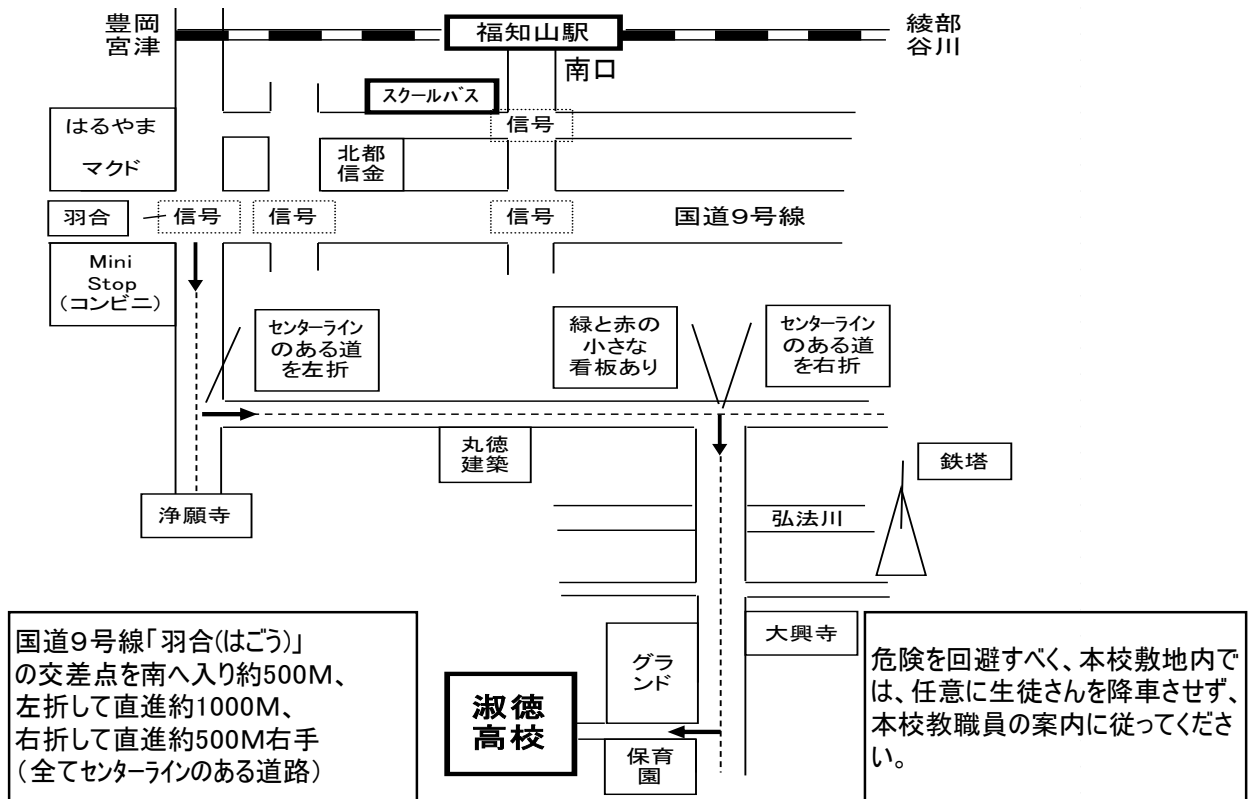 豊岡
宮津
福知山駅
綾部
谷川
南口
スクールバス
信号
はるやま
マクド
北都
信金
羽合
信号
信号
信号
国道９号線
Mini
Stop
（コンビニ）
センターライン
のある道
を左折
緑と赤の
小さな
看板あり
センターライン
のある道
を右折
丸徳
建築
鉄塔
浄願寺
弘法川
大興寺
グラ
ンド
淑徳
高校
保育
園
国道９号線「羽合(はごう)」
の交差点を南へ入り約500M、
左折して直進約1000M、
右折して直進約500M右手
（全てセンターラインのある道路）
危険を回避すべく、本校敷地内で
は、任意に生徒さんを降車させず、
本校教職員の案内に従ってくださ
い。